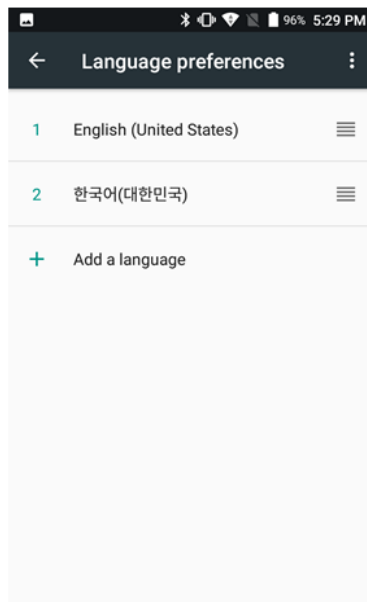 96% 5:29 PM
Language preferences
1 English (United States)
2 한국어(대한민국)
+ Add a language